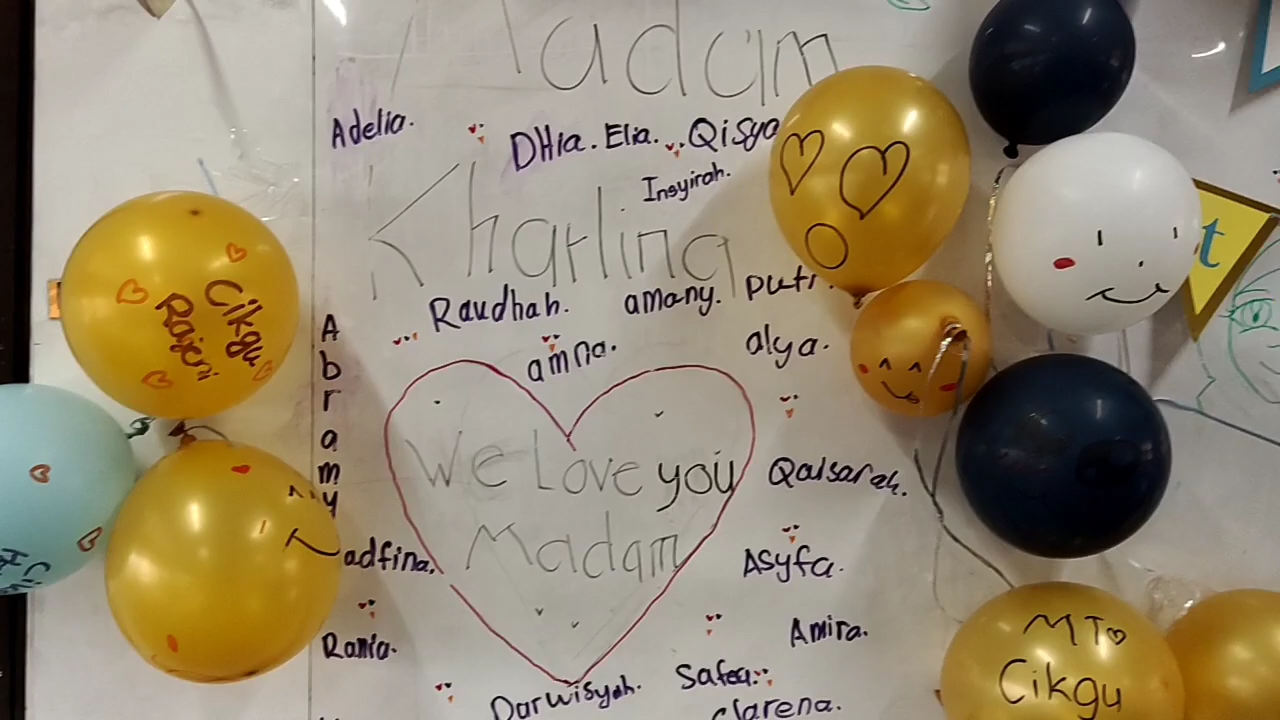 Madam
Adelia.
DHia. Elia. Qisya
Insyirah.
Kharlina
Raudhah. amany. puti.
amna. alya.
Abramy
We Love you
Madam
Qaisarah.
adfina.
Asyfa.
Amira.
Rania.
Safea.
Darwisyah.
clarena.
Cikgu
Rajeni
t
MT
Cikgu